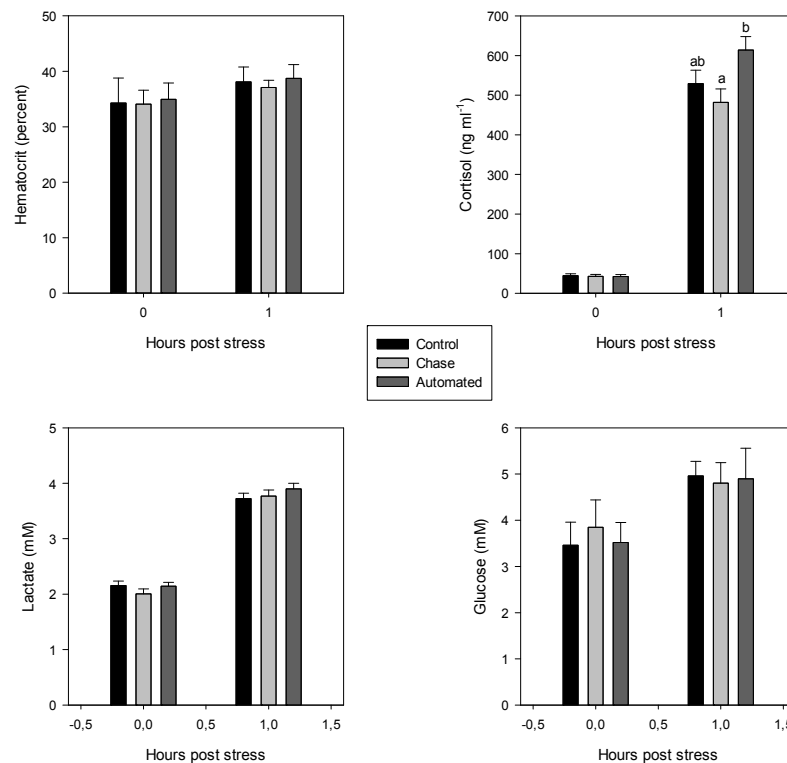 50
40
30
20
10
0
Hematocrit (percent)
0 1
Hours post stress
700
600
500
400
300
200
100
0
Cortisol (ng ml-1)
ab
a
b
0 1
Hours post stress
Control
Chase
Automated
5
4
3
2
1
0
Lactate (mM)
-0,5 0,0 0,5 1,0 1,5
Hours post stress
6
5
4
3
2
1
0
Glucose (mM)
-0,5 0,0 0,5 1,0 1,5
Hours post stress